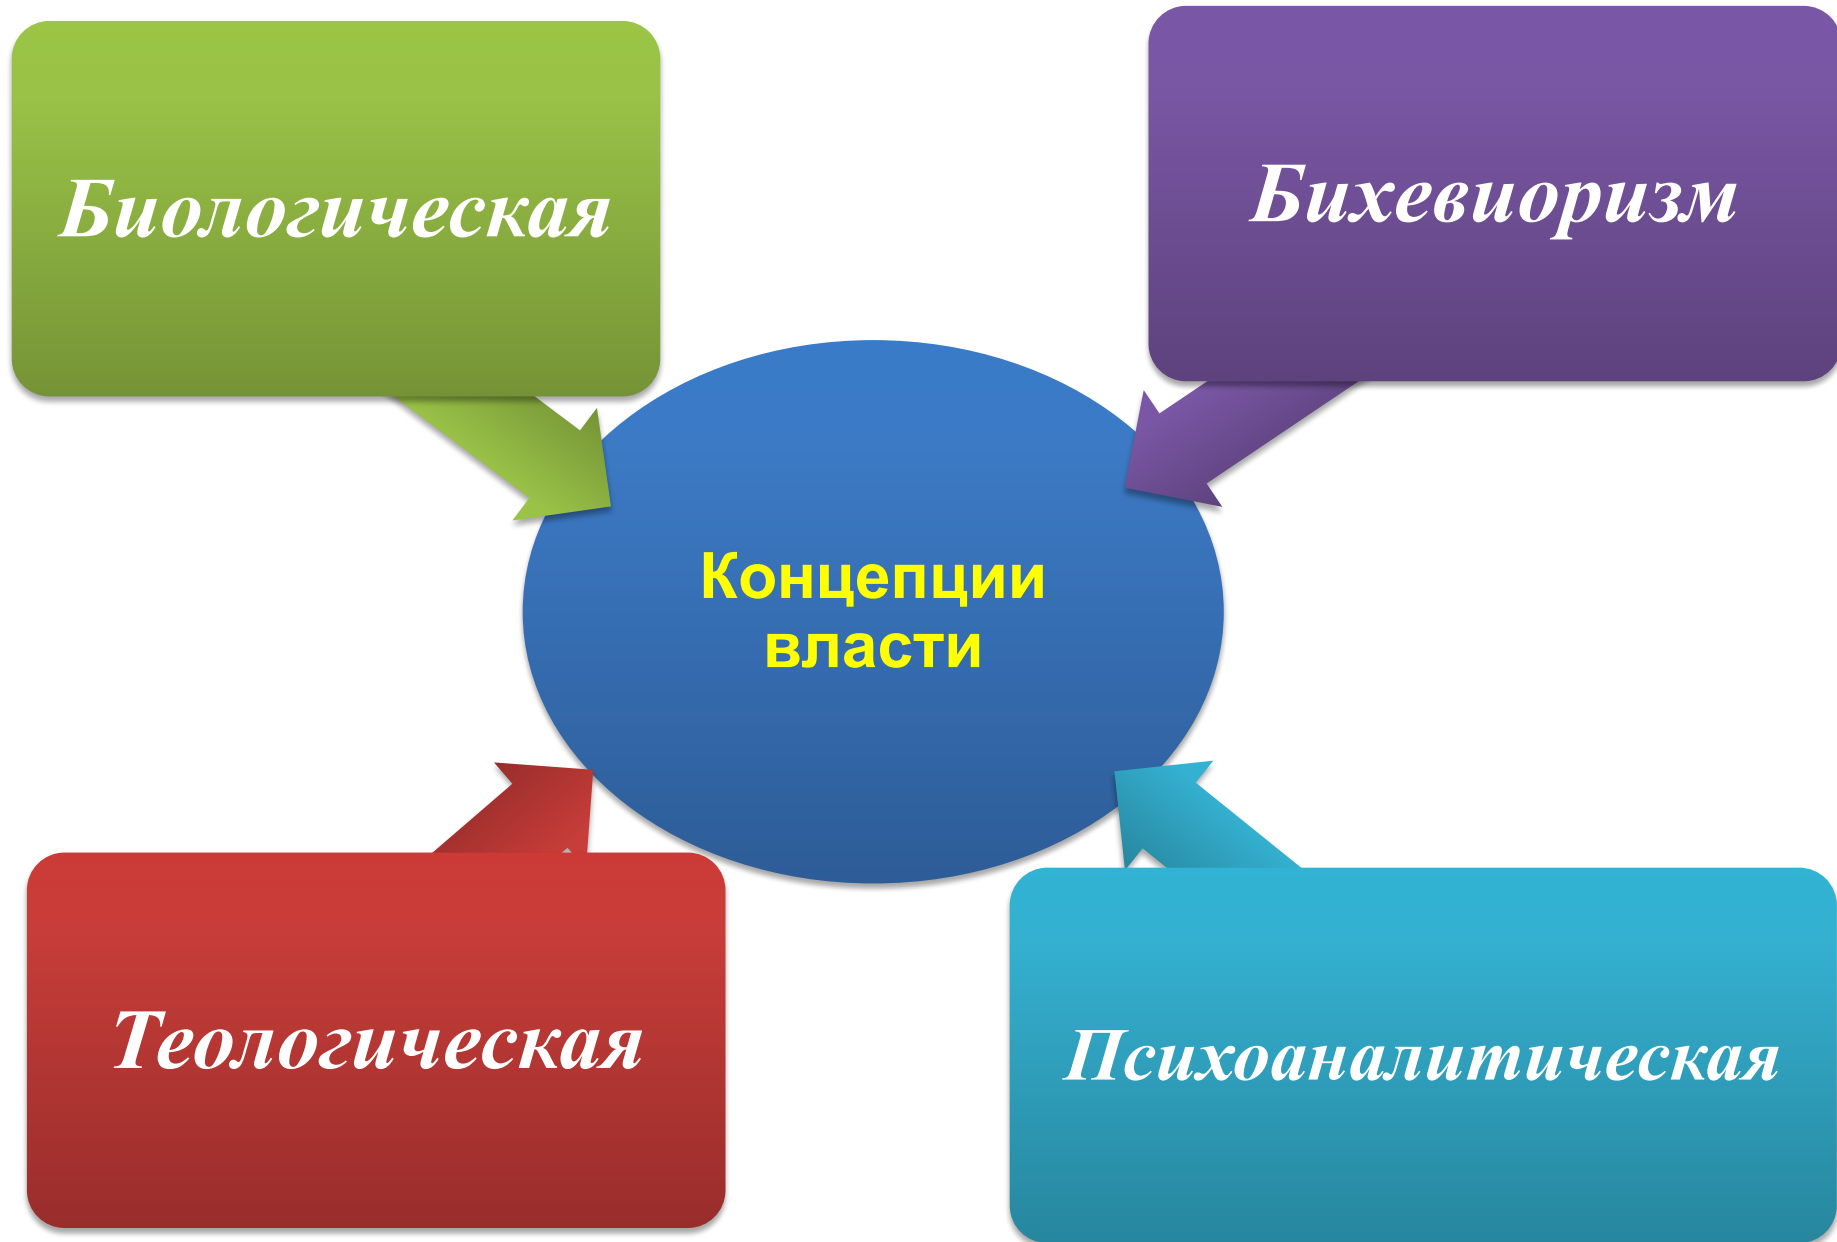 Биологическая
Бихевиоризм
Концепции
власти
Теологическая
Психоаналитическая